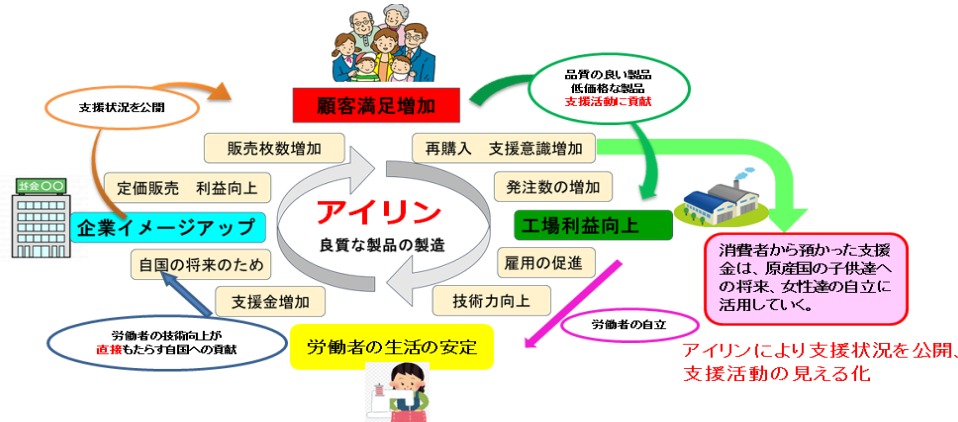 品質の良い製品
低価格な製品
支援活動に貢献
支援状況を公開
顧客満足増加
販売枚数増加
再購入　支援意識増加
定価販売　利益向上
発注数の増加
アイリン
良質な製品の製造
企業イメージアップ
工場利益向上
自国の将来のため
雇用の促進
支援金増加
技術力向上
消費者から預かった支援
金は、原産国の子供達へ
の将来、女性達の自立に
活用していく。
労働者の技術向上が
直接もたらす自国への貢献
労働者の生活の安定
労働者の自立
アイリンにより支援状況を公開、
支援活動の見える化